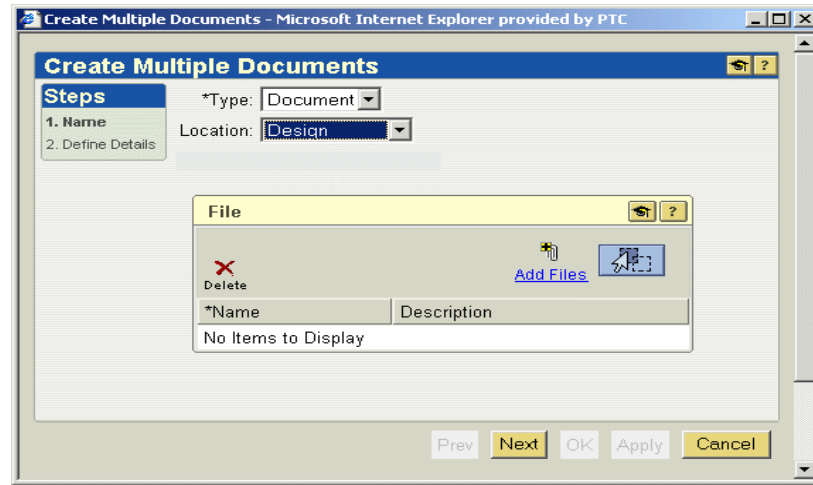 Create Multiple Documents - Microsoft Internet Explorer provided by PTC
Create Multiple Documents
?
Steps
1. Name
2. Define Details
*Type: Document
Location: Design
File
?
Delete
Add Files
*Name Description
No Items to Display
Prev Next OK Apply Cancel